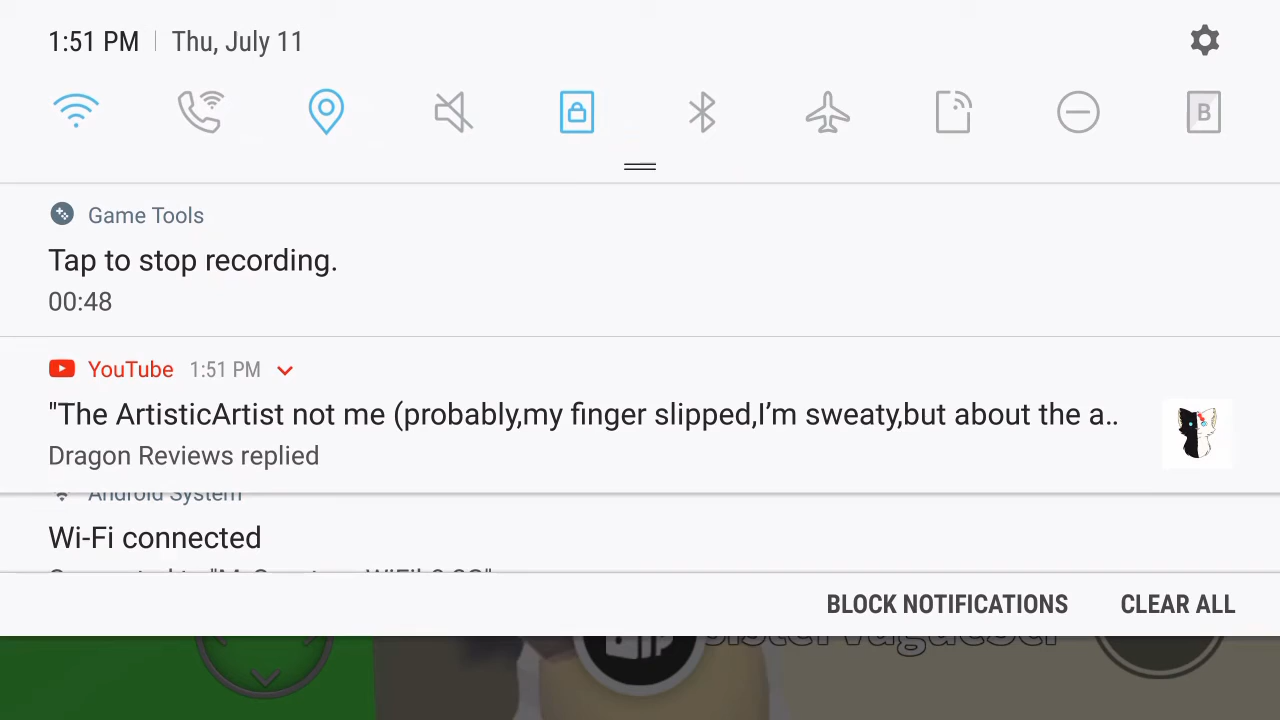 1:51 PM | Thu, July 11
B
Game Tools
Tap to stop recording.
00:48
YouTube 1:51 PM
"The ArtisticArtist not me (probably,my finger slipped,I’m sweaty,but about the a..
Dragon Reviews replied
Android System
Wi-Fi connected
BLOCK NOTIFICATIONS CLEAR ALL